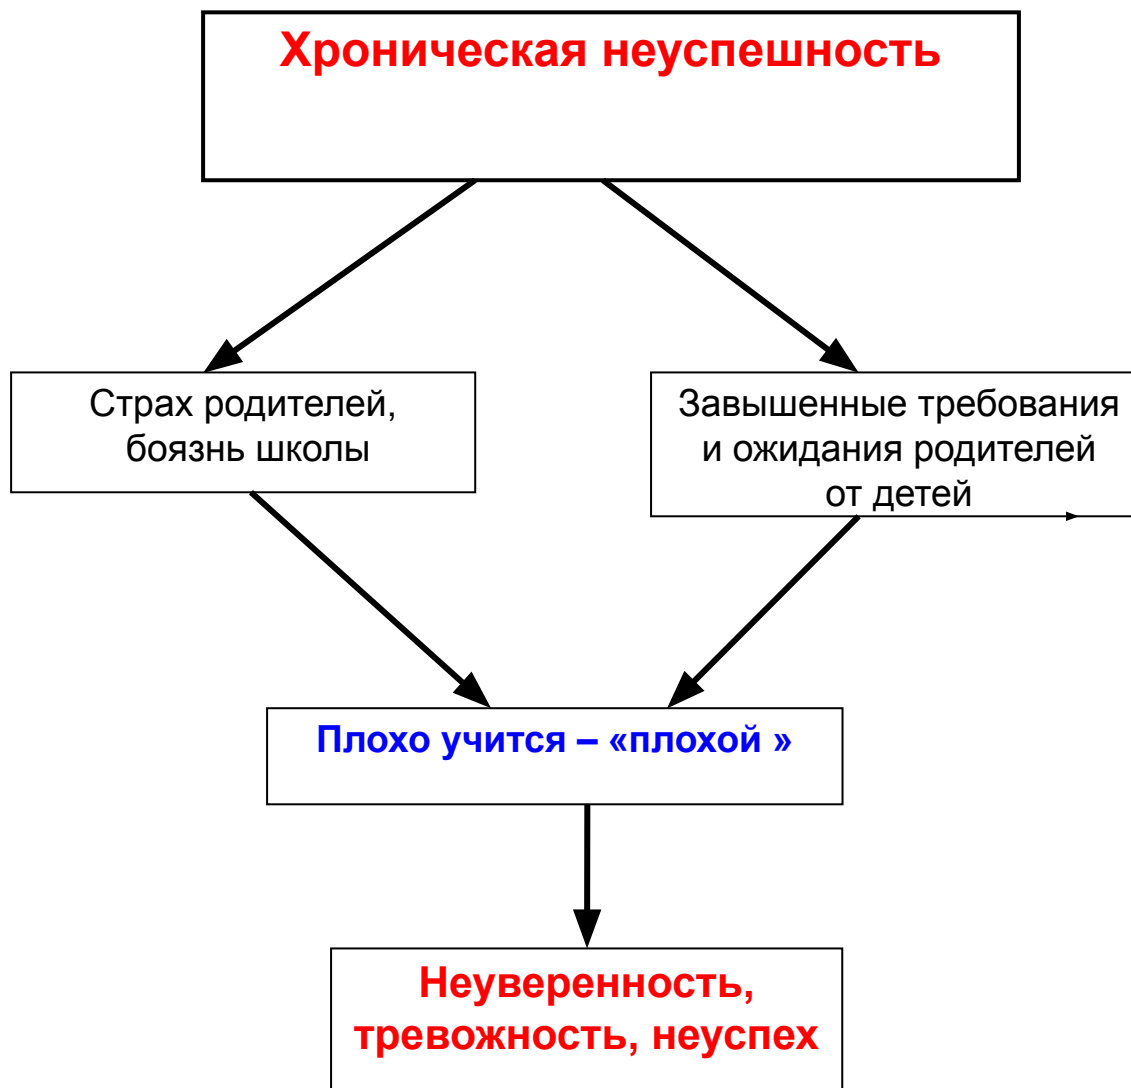 Хроническая неуспешность
Страх родителей,
боязнь школы
Завышенные требования
и ожидания родителей
от детей
Плохо учится – «плохой »
Неуверенность,
тревожность, неуспех